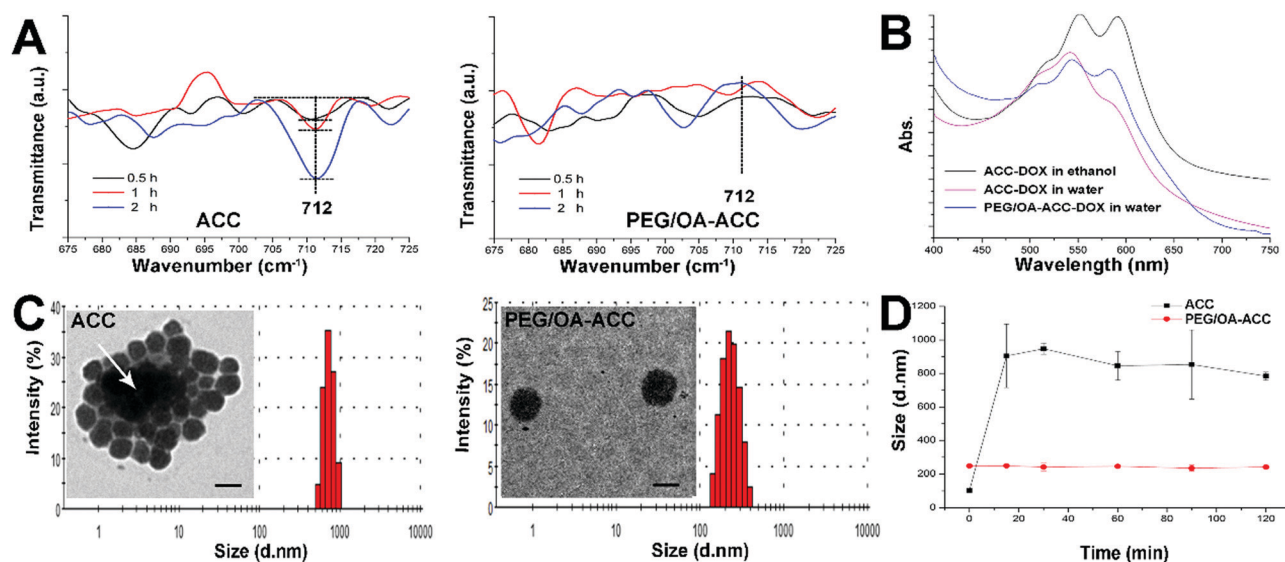 A
Transmittance (a.u.)
0.5 h
1 h
2 h
ACC
712
675 680 685 690 695 700 705 710 715 720 725
Wavenumber (cm-1)
Transmittance (a.u.)
0.5 h
1 h
2 h
PEG/OA-ACC
712
675 680 685 690 695 700 705 710 715 720 725
Wavenumber (cm-1)
B
Abs.
ACC-DOX in ethanol
ACC-DOX in water
PEG/OA-ACC-DOX in water
400 450 500 550 600 650 700 750
Wavelength (nm)
C
ACC
Intensity (%)
40
35
30
25
20
15
10
5
0
1 10 100 1000 10000
Size (d.nm)
PEG/OA-ACC
Intensity (%)
25
20
15
10
5
0
1 10 100 1000 10000
Size (d.nm)
D
ACC
PEG/OA-ACC
Size (d.nm)
1200
1000
800
600
400
200
0
0 20 40 60 80 100 120
Time (min)